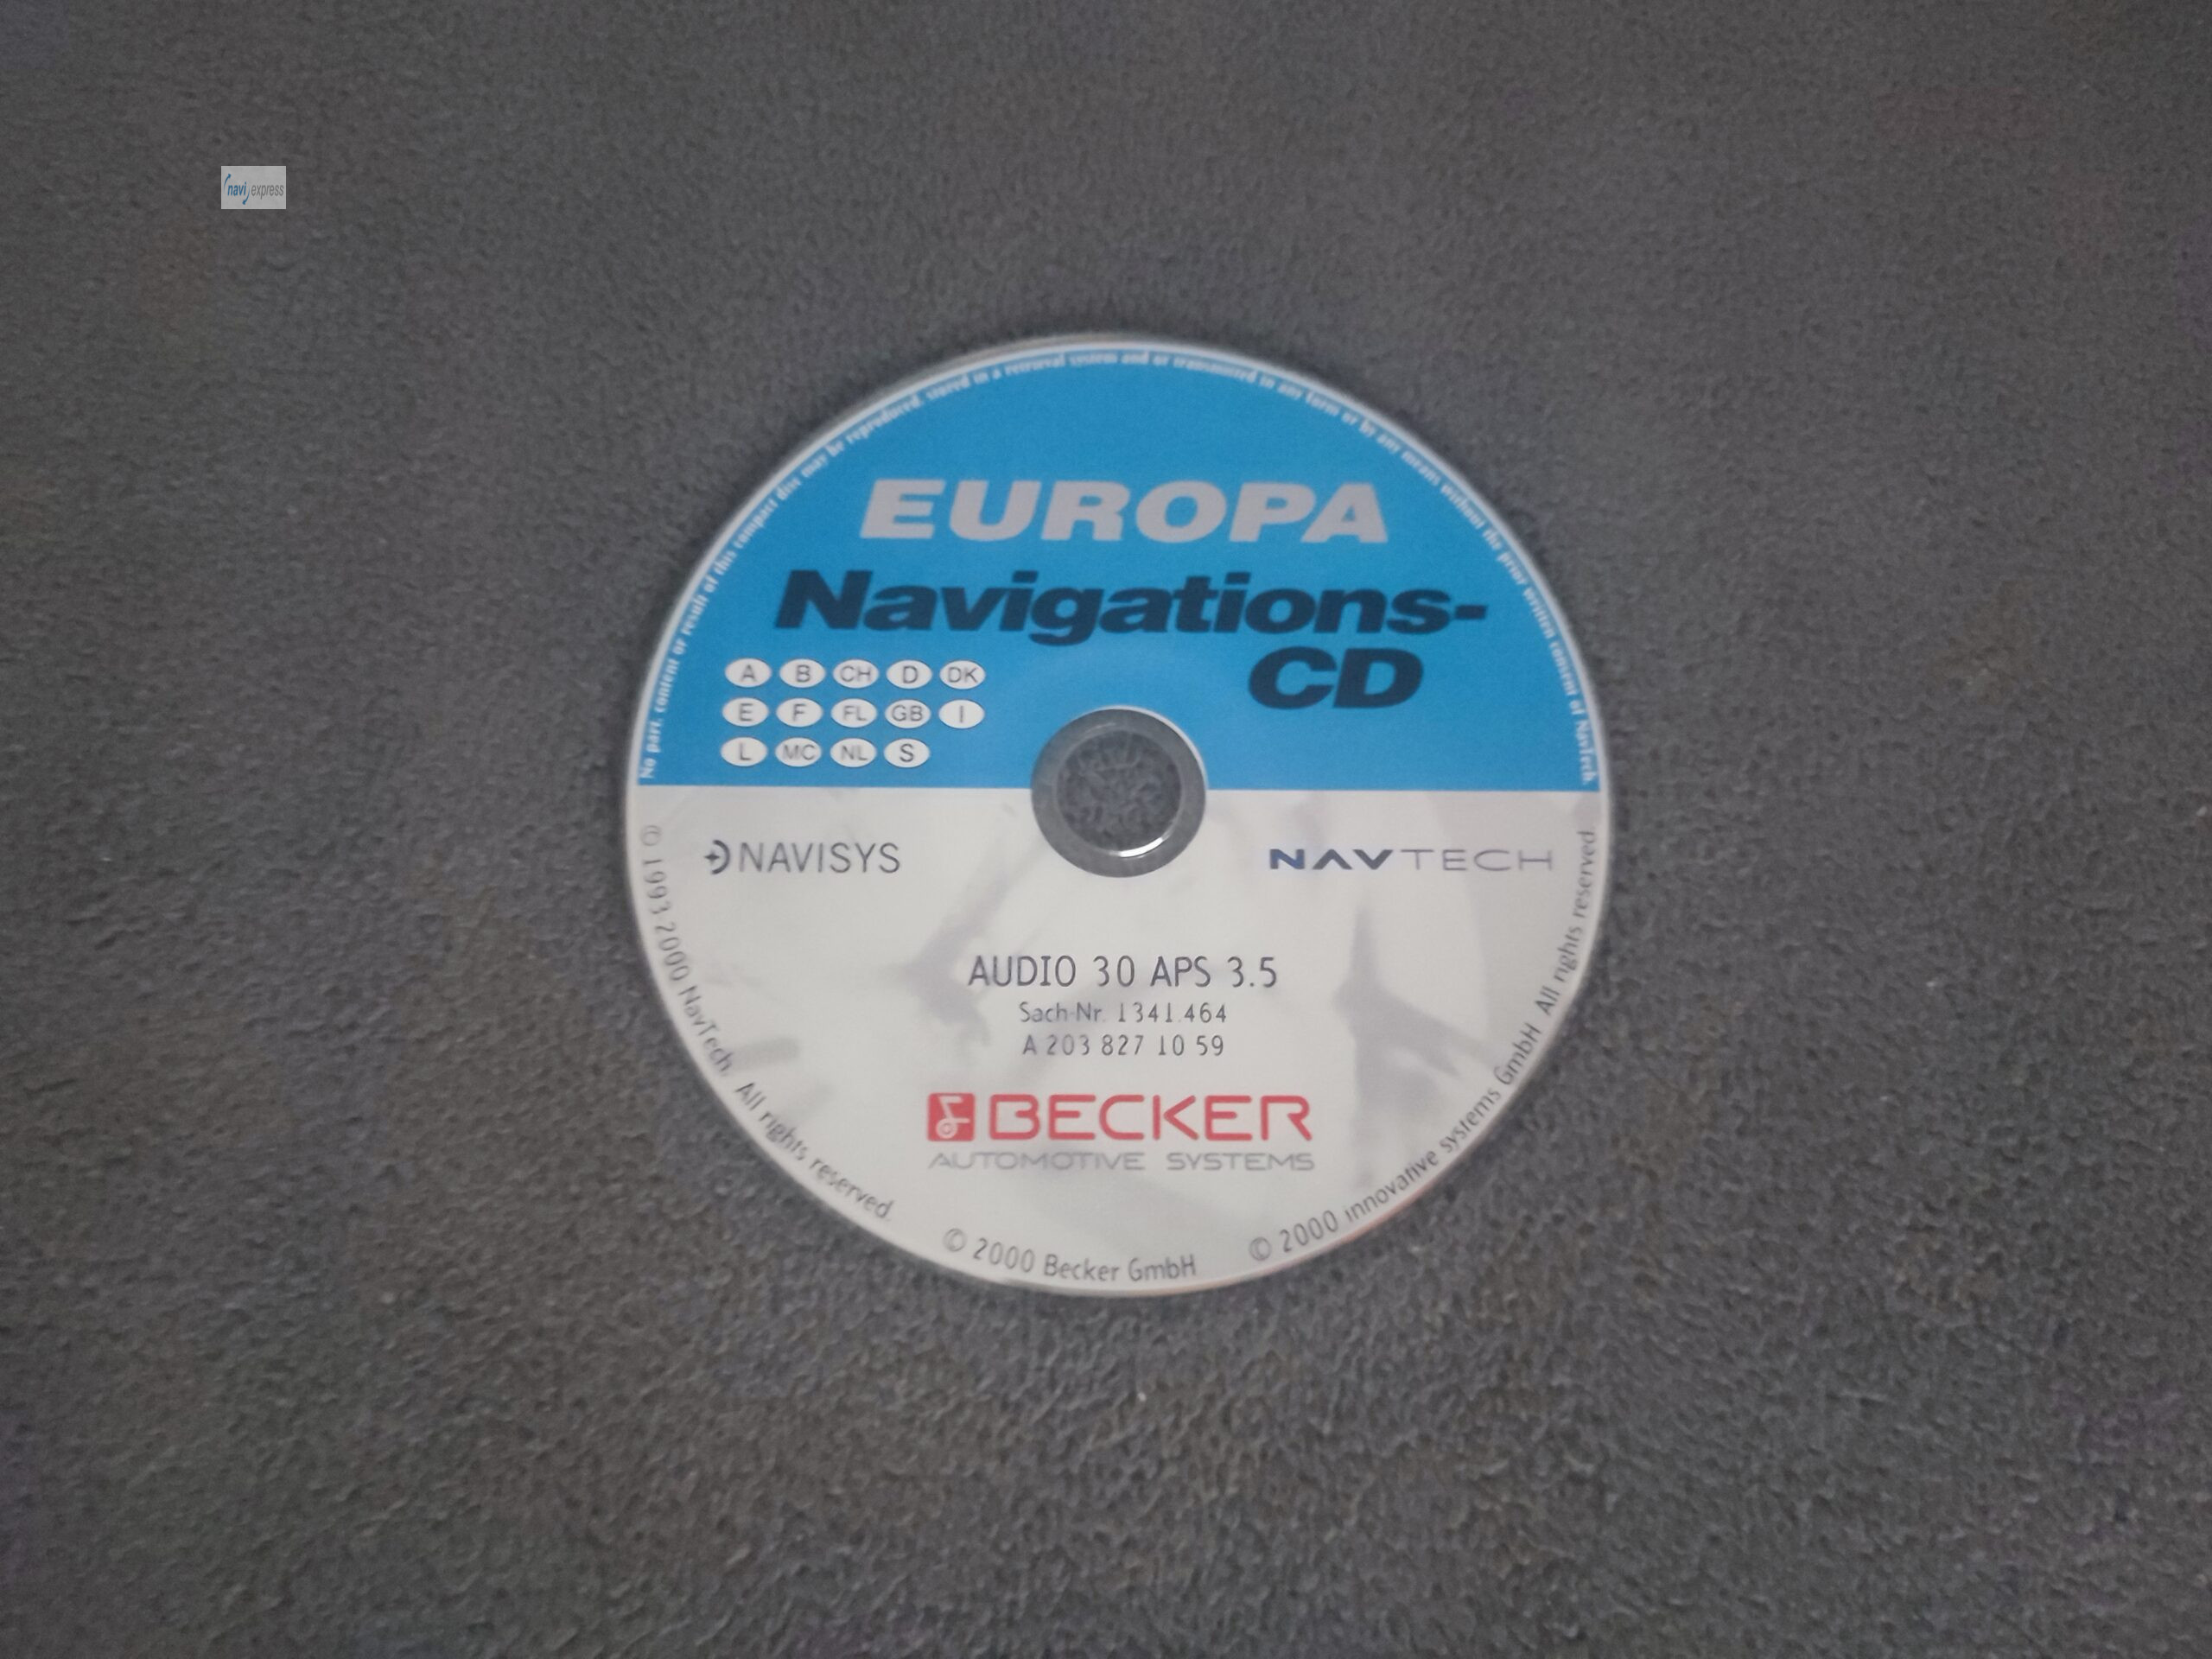 navi express
No part, content or result of this compact disc may be reproduced, stored in a retrieval system and or transmitted in any form or by any means without the prior written consent of NavTech.
EUROPA
Navigations-
CD
A B CH D DK
E F FL GB I
L MC NL S
NAVISYS
NAVTECH
AUDIO 30 APS 3.5
Sach-Nr. 1341.464
A 203 827 10 59
BECKER
AUTOMOTIVE SYSTEMS
© 1993 2000 NavTech. All rights reserved.
© 2000 Becker GmbH
© 2000 innovative systems GmbH All rights reserved.